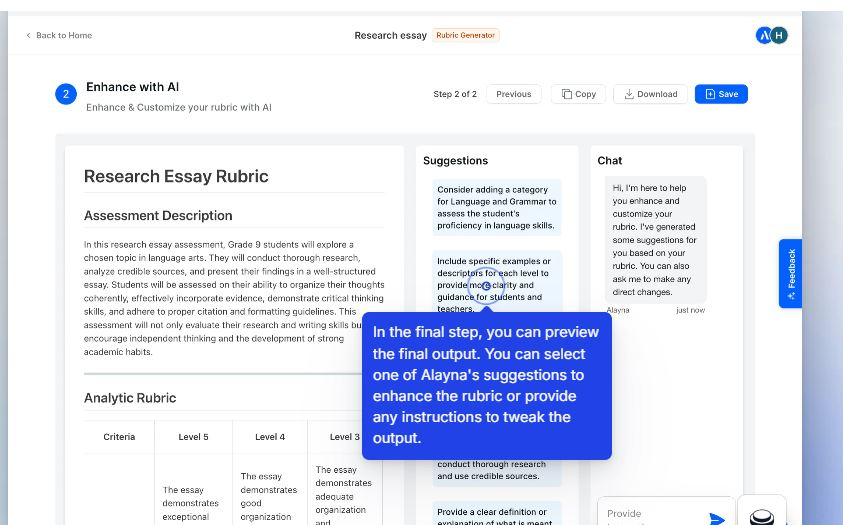 Back to Home
Research essay
Rubric Generator
H
2
Enhance with AI
Enhance & Customize your rubric with AI
Step 2 of 2
Previous
Copy
Download
Save
Research Essay Rubric
Assessment Description
In this research essay assessment, Grade 9 students will explore a
chosen topic in language arts. They will conduct thorough research,
analyze credible sources, and present their findings in a well-structured
essay. Students will be assessed on their ability to organize their thoughts
coherently, effectively incorporate evidence, demonstrate critical thinking
skills, and adhere to proper citation and formatting guidelines. This
assessment will not only evaluate their research and writing skills
encourage independent thinking and the development of strong
academic habits.
Analytic Rubric
Criteria
Level 5
Level 4
Level 3
The essay
demonstrates
exceptional
The essay
demonstrates
good
organization
The essay
demonstrates
adequate
organization
and
Suggestions
Consider adding a category
for Language and Grammar to
assess the student's
proficiency in language skills.
Include specific examples or
descriptors for each level to
provide more clarity and
guidance for students and
teachers.
In the final step, you can preview
the final output. You can select
one of Alayna's suggestions to
enhance the rubric or provide
any instructions to tweak the
output.
conduct thorough research
and use credible sources.
Provide a clear definition or
explanation of what is meant
Chat
Hi, I'm here to help
you enhance and
customize your
rubric. I've generated
some suggestions for
you based on your
rubric. You can also
ask me to make any
direct changes.
Alayna
just now
Provide
Feedback